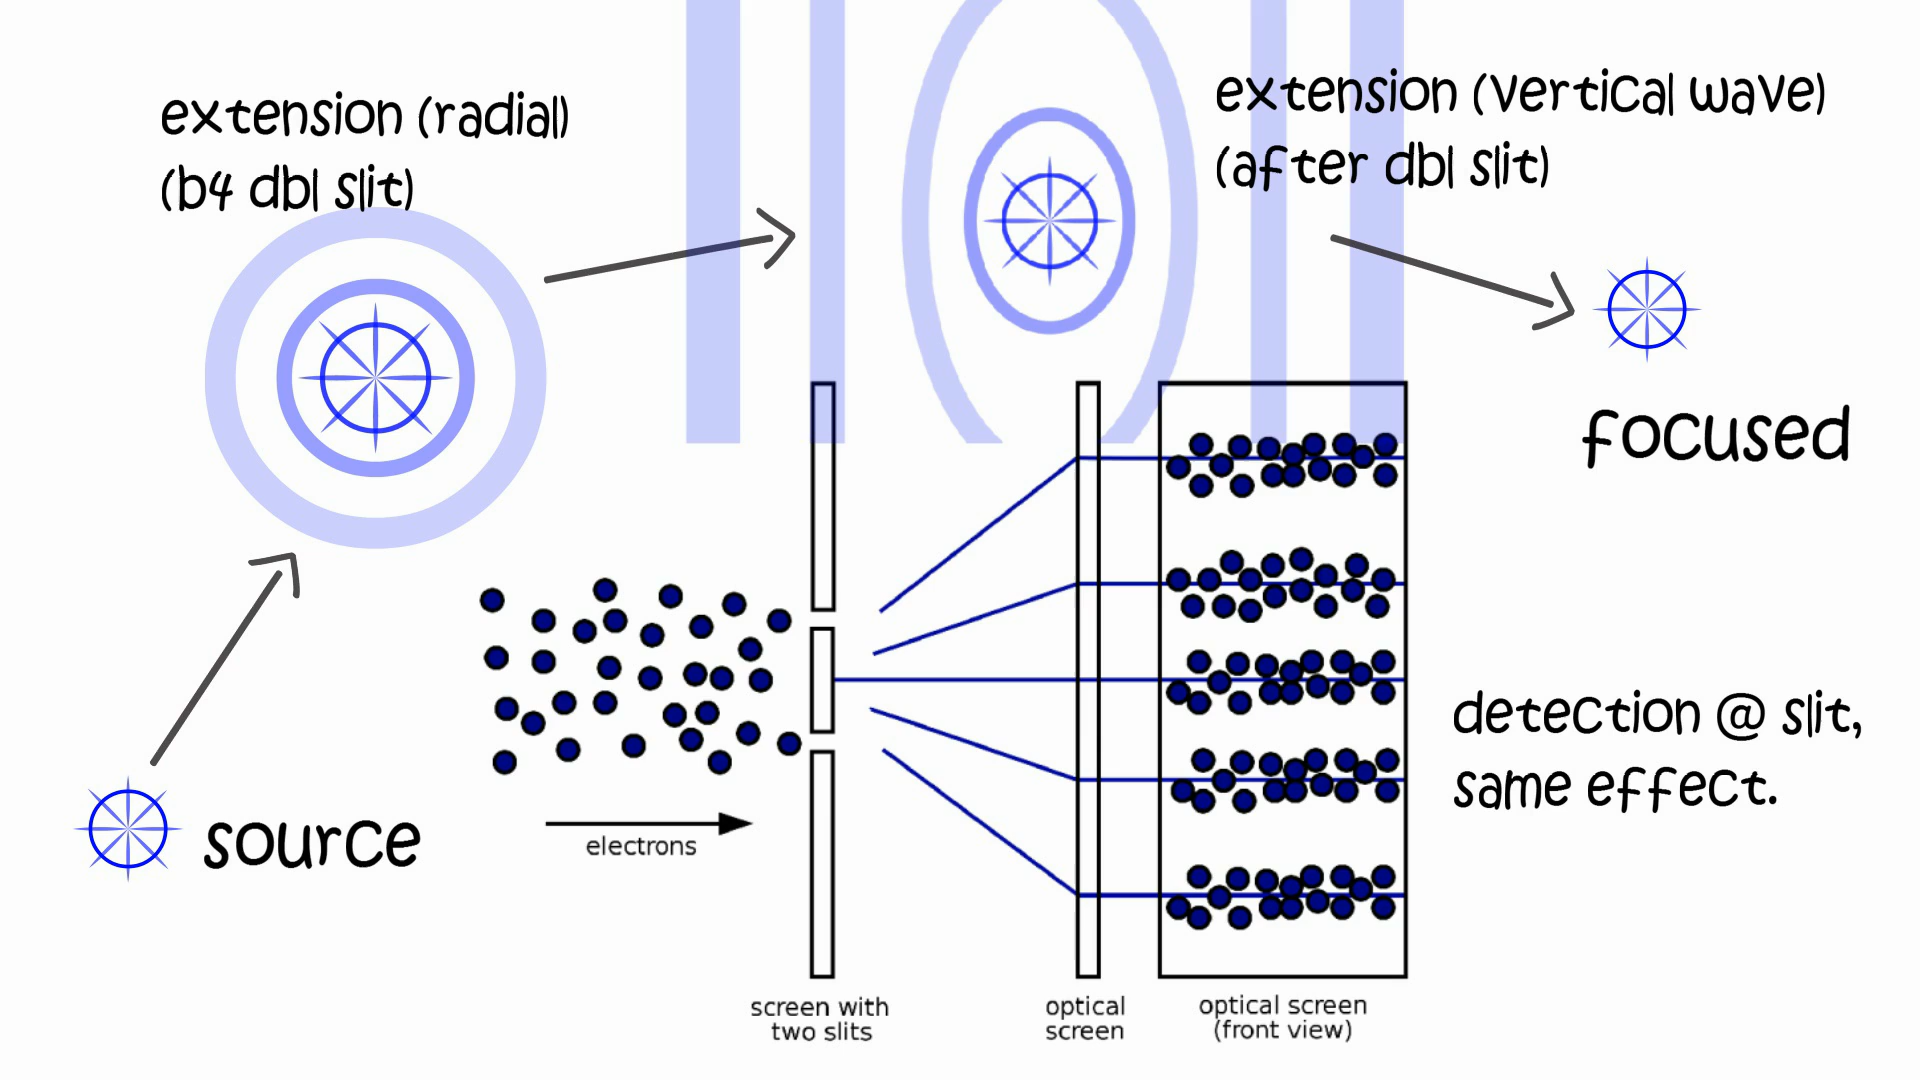 extension (radial)
(b4 dbl slit)
extension (vertical wave)
(after dbl slit)
focused
source
electrons
detection @ slit,
same effect.
screen with
two slits
optical
screen
optical screen
(front view)